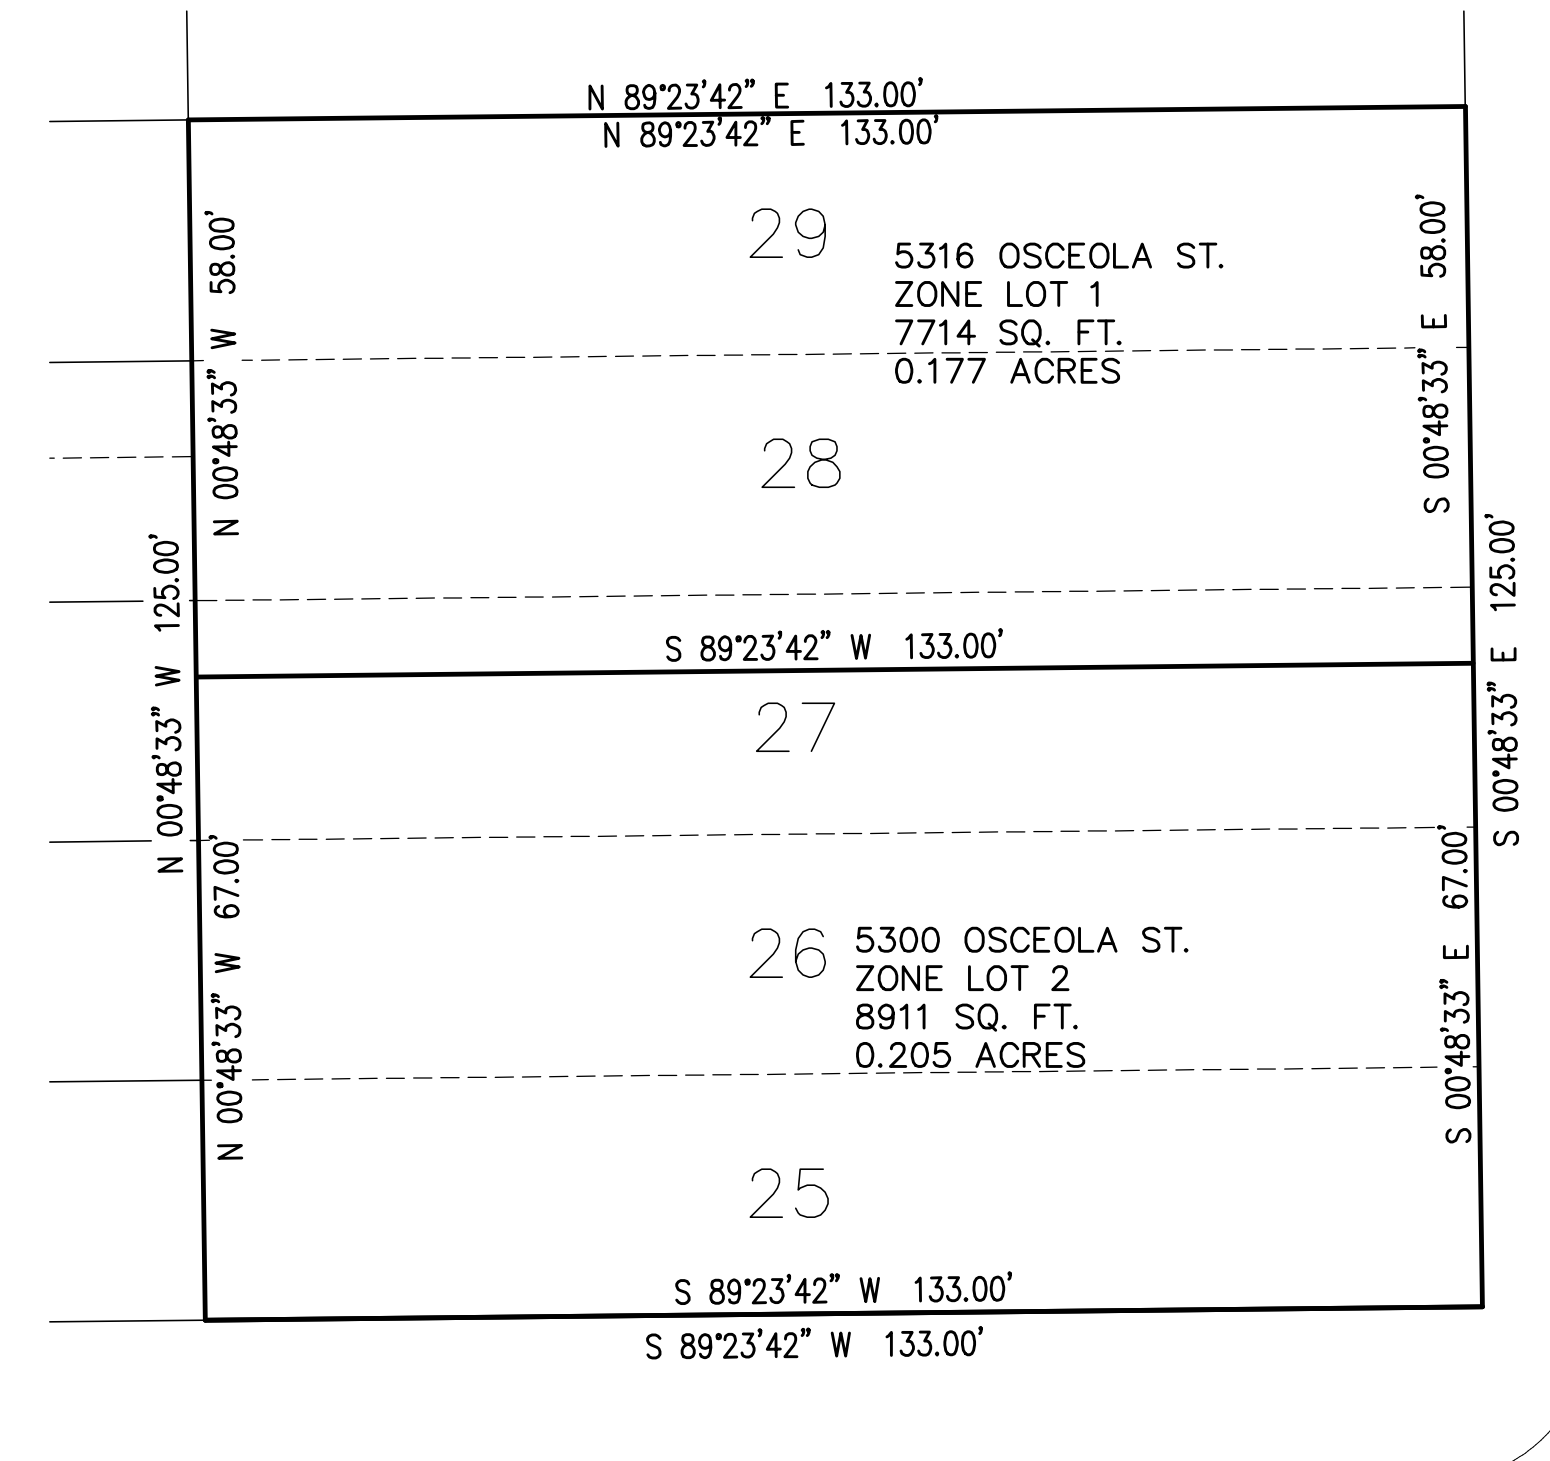 N 89°23'42" E 133.00'
N 89°23'42" E 133.00'
29
5316 OSCEOLA ST.
ZONE LOT 1
7714 SQ. FT.
0.177 ACRES
N 00°48'33" W 58.00'
S 00°48'33" E 58.00'
28
N 00°48'33" W 125.00'
S 00°48'33" E 125.00'
S 89°23'42" W 133.00'
27
N 00°48'33" W 67.00'
S 00°48'33" E 67.00'
26
5300 OSCEOLA ST.
ZONE LOT 2
8911 SQ. FT.
0.205 ACRES
25
S 89°23'42" W 133.00'
S 89°23'42" W 133.00'